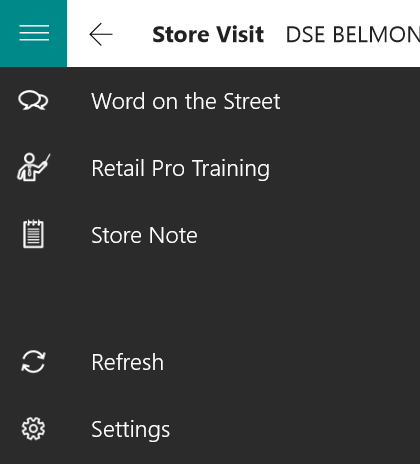 Store Visit DSE BELMON
Word on the Street
Retail Pro Training
Store Note
Refresh
Settings